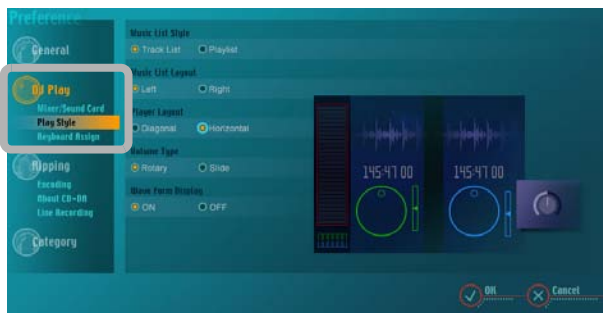 Preference
General
DJ Play
Mixer/Sound Card
Play Style
Keyboard Assign
Ripping
Encoding
About CD-DA
Line Recording
Category
Music List Style
Track List
Playlist
Music List Layout
Left
Right
Player Layout
Diagonal
Horizontal
Volume Type
Rotary
Slide
Wave Form Display
ON
OFF
145:47 00
145:47 00
OK
Cancel